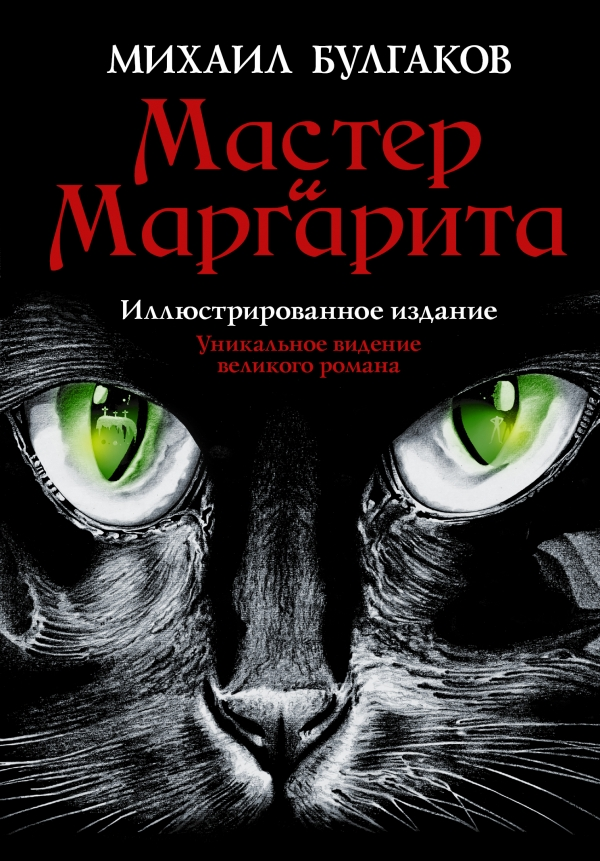 МИХАИЛ БУЛГАКОВ
Мастер
и
Маргарита
Иллюстрированное издание
Уникальное видение
великого романа